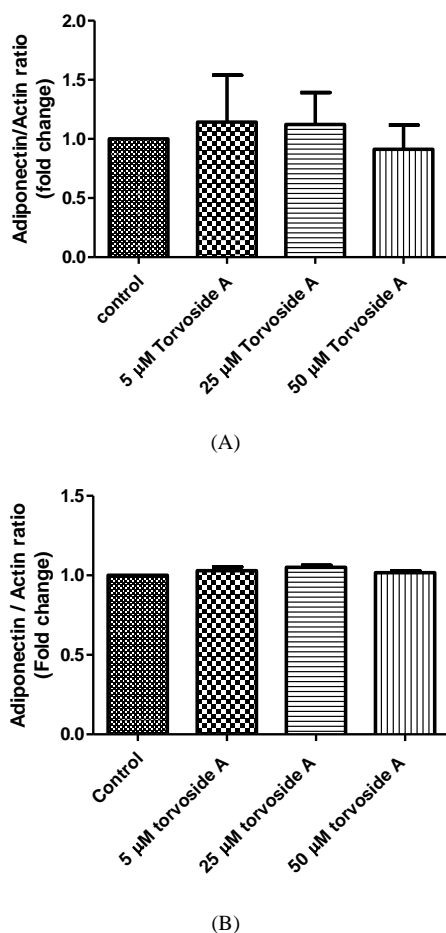 Adiponectin/Actin ratio
(fold change)
2.0
1.5
1.0
0.5
0.0
control
5 µM Torvoside A
25 µM Torvoside A
50 µM Torvoside A
(A)
Adiponectin / Actin ratio
(Fold change)
1.5
1.0
0.5
0.0
Control
5 µM torvoside A
25 µM torvoside A
50 µM torvoside A
(B)